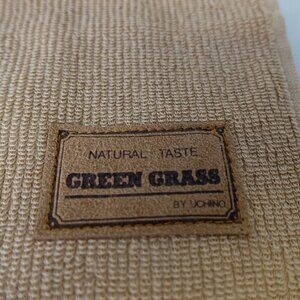 NATURAL TASTE
GREEN GRASS
BY UCHINO